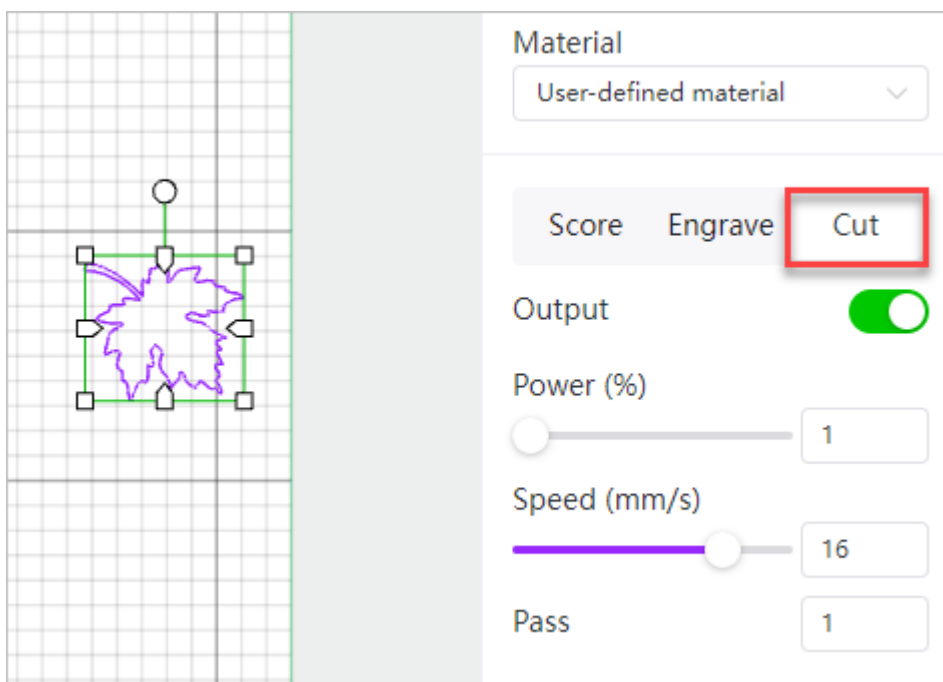 Material
User-defined material
Score Engrave Cut
Output
Power (%)
1
Speed (mm/s)
16
Pass
1